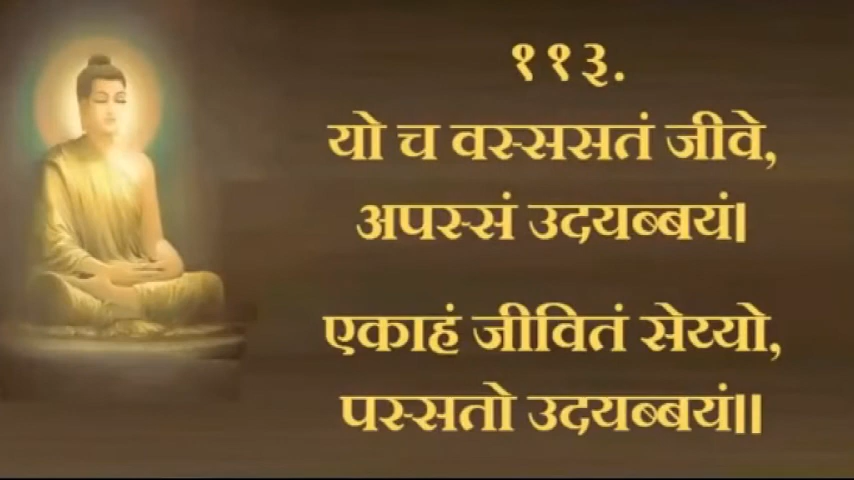 ११३.
यो च वस्ससतं जीवे,
अपस्सं उदयब्बयं।
एकाहं जीवितं सेय्यो,
पस्सतो उदयब्बयं॥